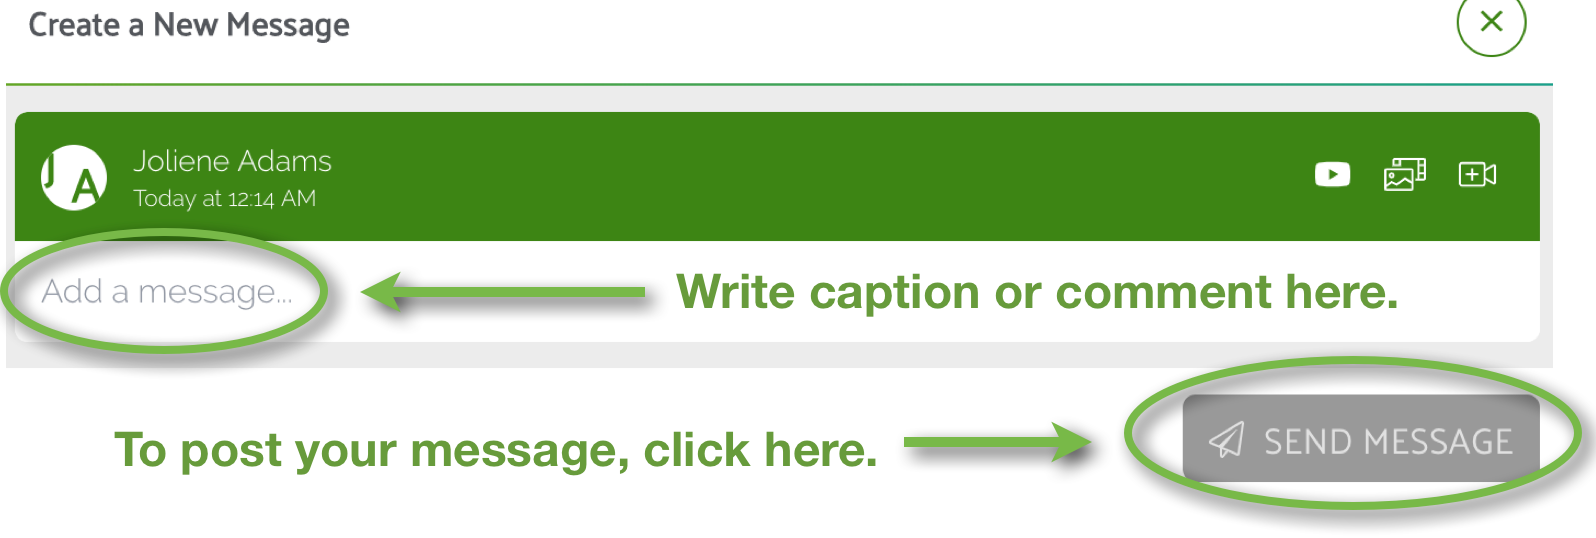 Create a New Message
JA
Joliene Adams
Today at 12:14 AM
Add a message...
Write caption or comment here.
To post your message, click here.
SEND MESSAGE